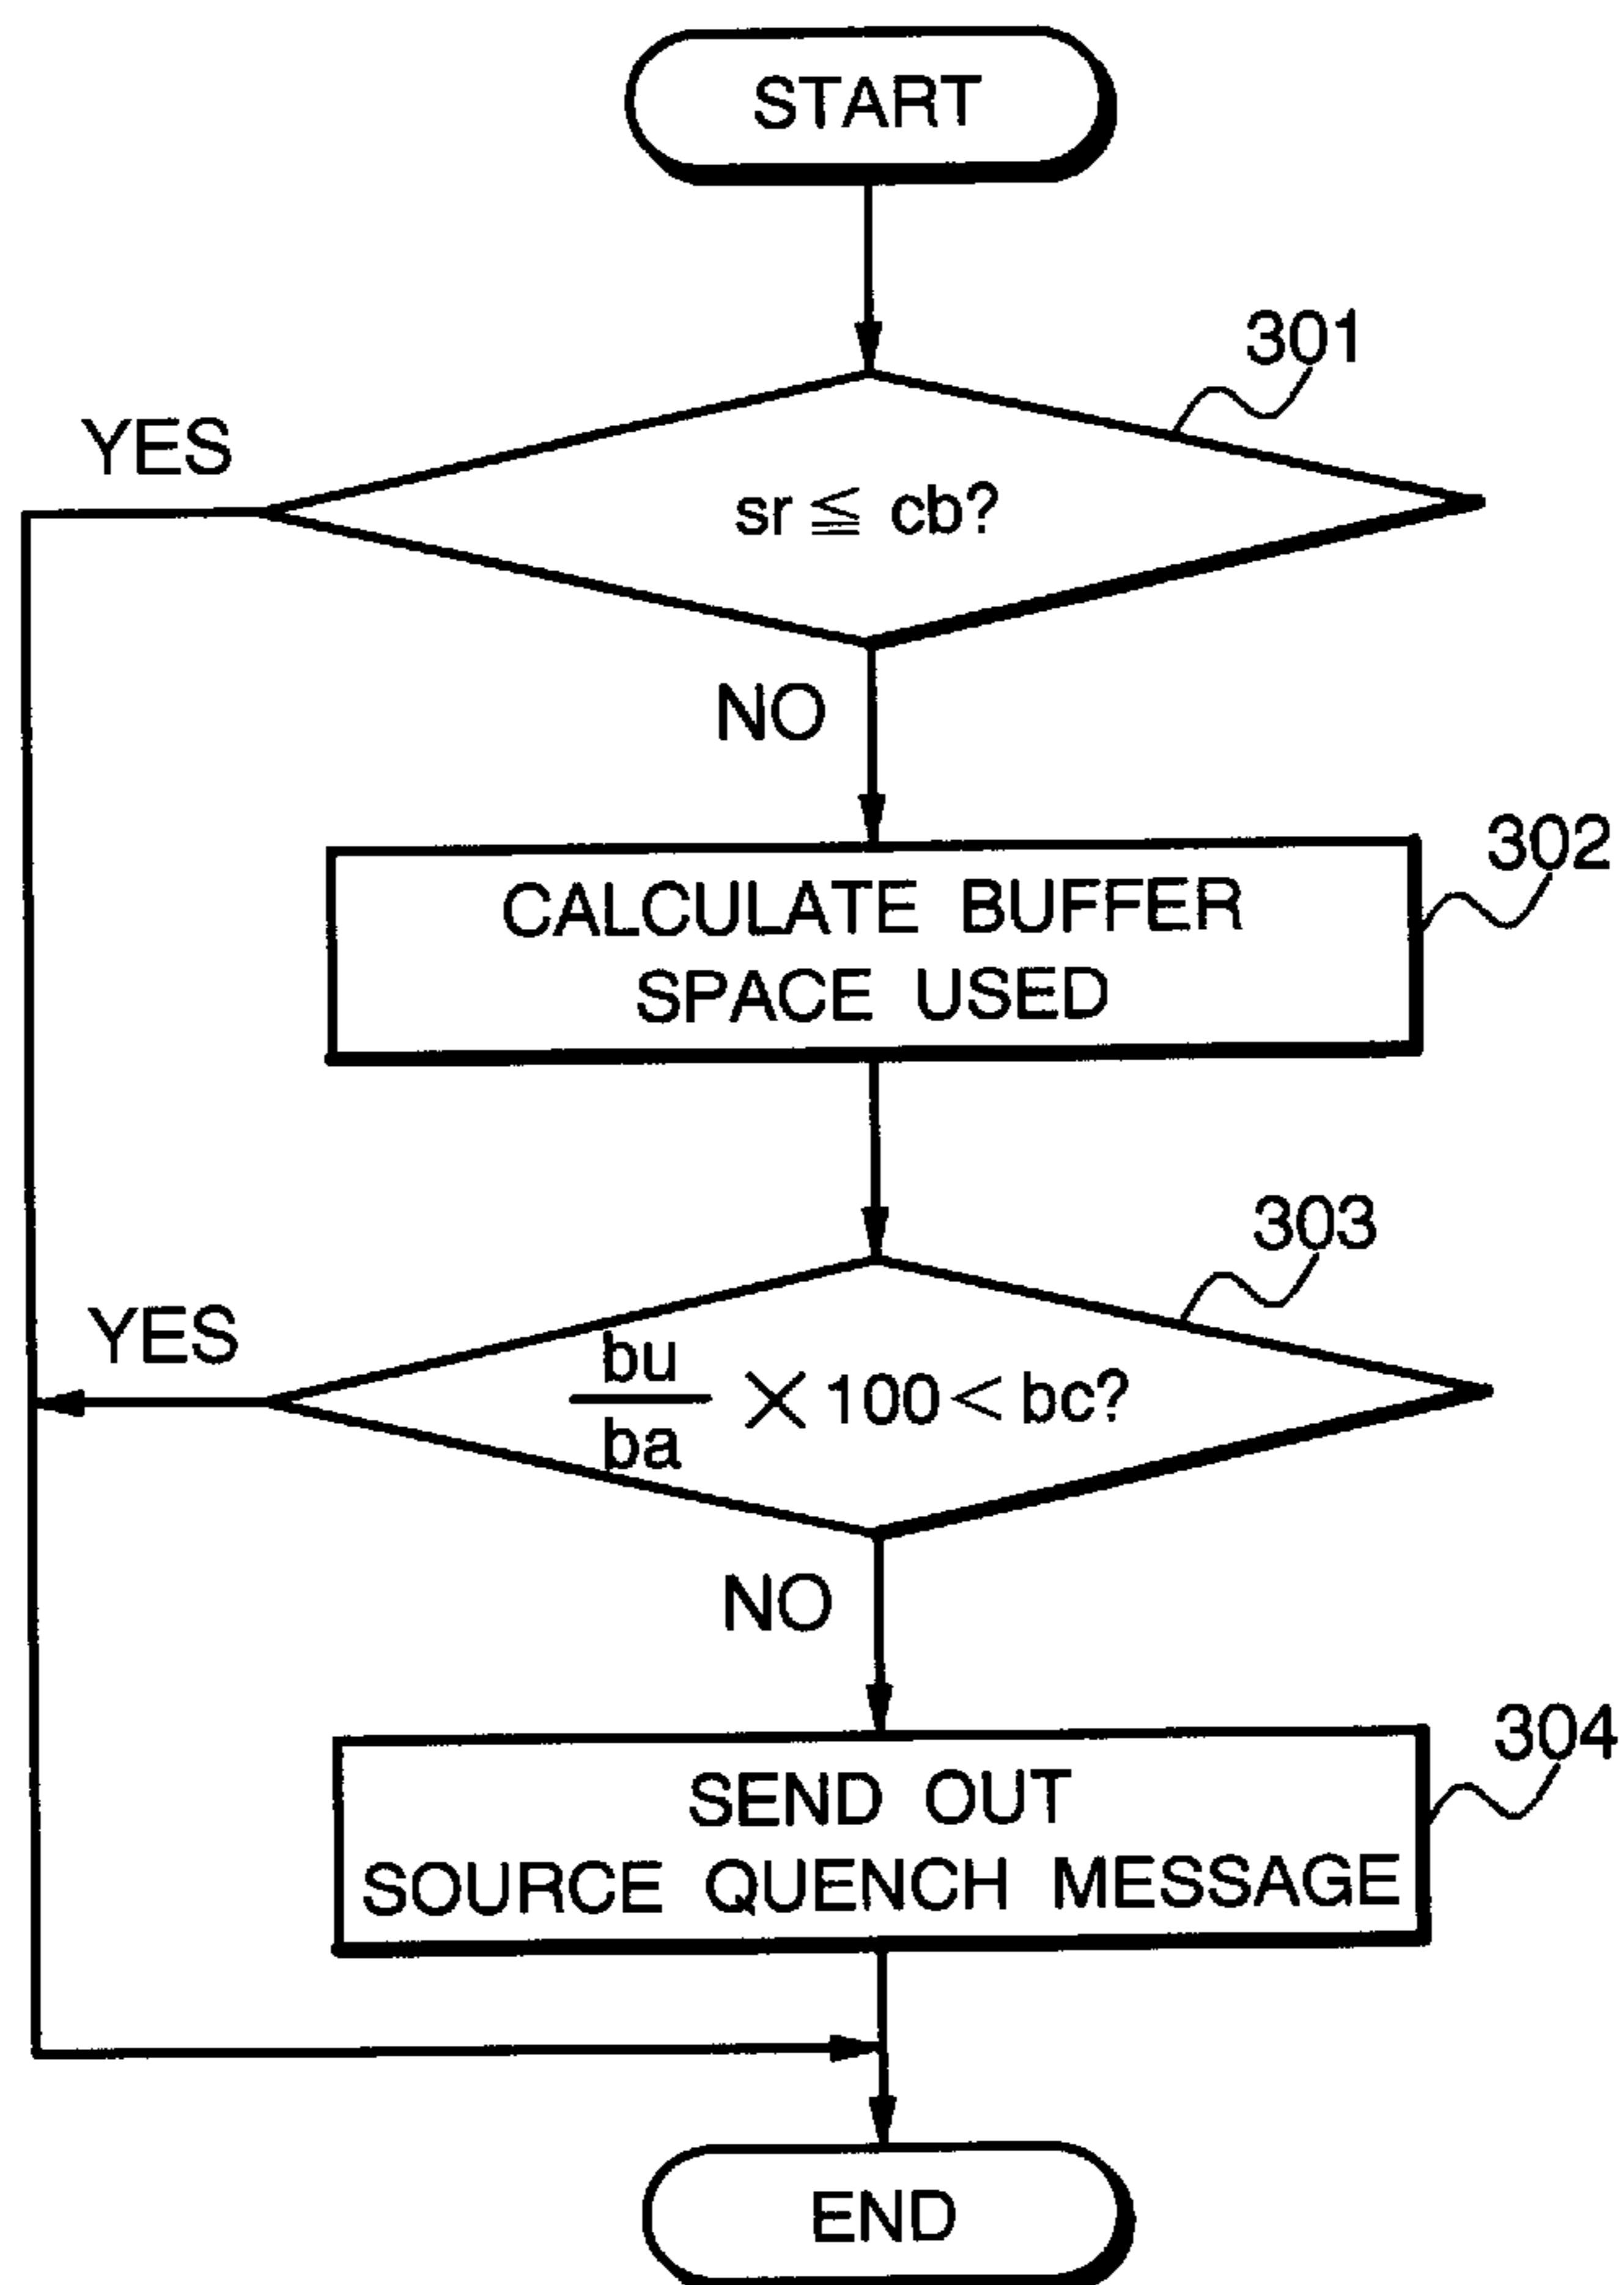 START
301
YES
sr ≦ cb?
NO
302
CALCULATE BUFFER
SPACE USED
303
YES
bu
ba
× 100 < bc?
NO
304
SEND OUT
SOURCE QUENCH MESSAGE
END